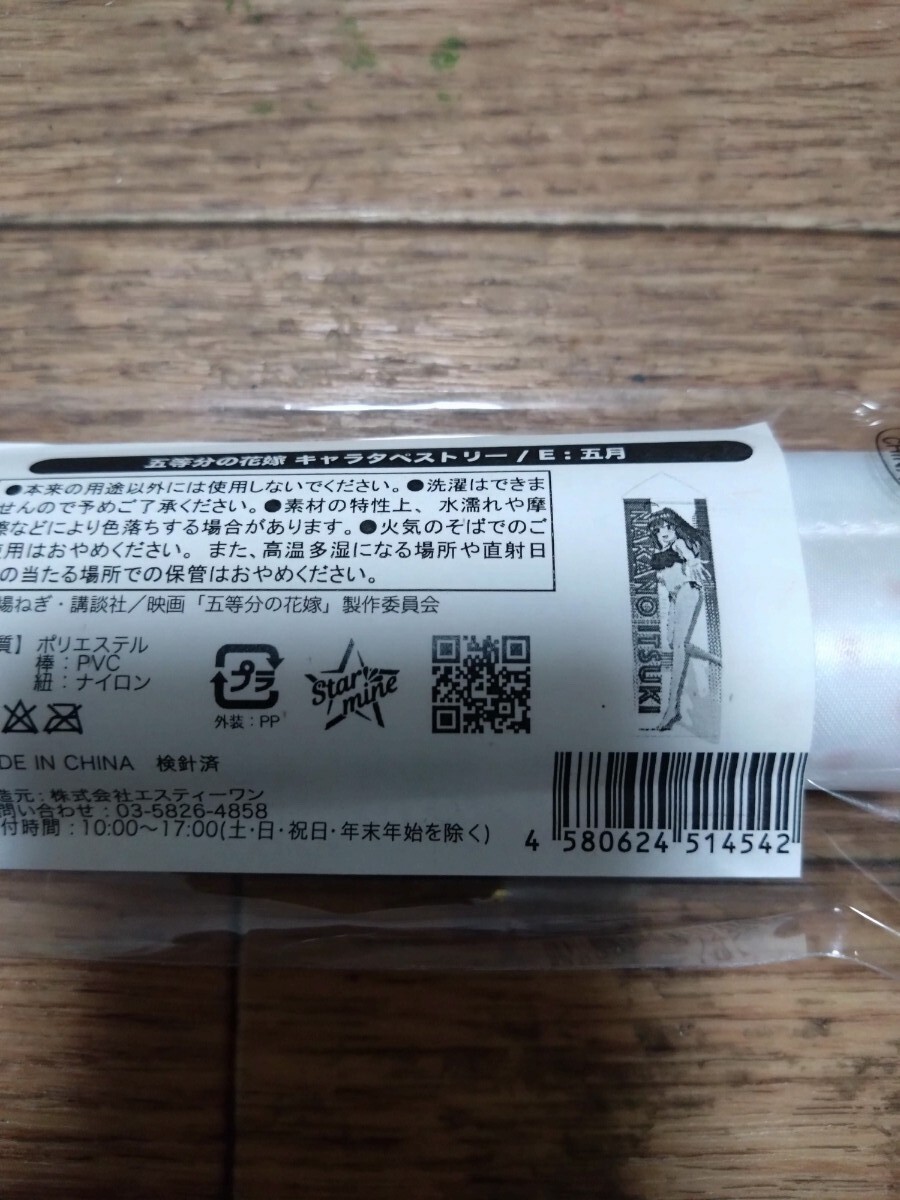 五等分の花嫁 キャラタペストリー / E : 五月
●本来の用途以外には使用しないでください。●洗濯はできま
せんので予めご了承ください。●素材の特性上、水濡れや摩
擦などにより色落ちする場合があります。●火気のそばでのご
使用はおやめください。また、高温多湿になる場所や直射日
の当たる場所での保管はおやめください。
場ねぎ・講談社／映画「五等分の花嫁」製作委員会
質】 ポリエステル
棒 : PVC
紐 : ナイロン
プラ
外装 : PP
Star mine
NAKANO ITSUKI
DE IN CHINA 検針済
造元 : 株式会社エスティーワン
問い合わせ : 03-5826-4858
付時間 : 10:00～17:00(土・日・祝日・年末年始を除く)
4 580624 514542